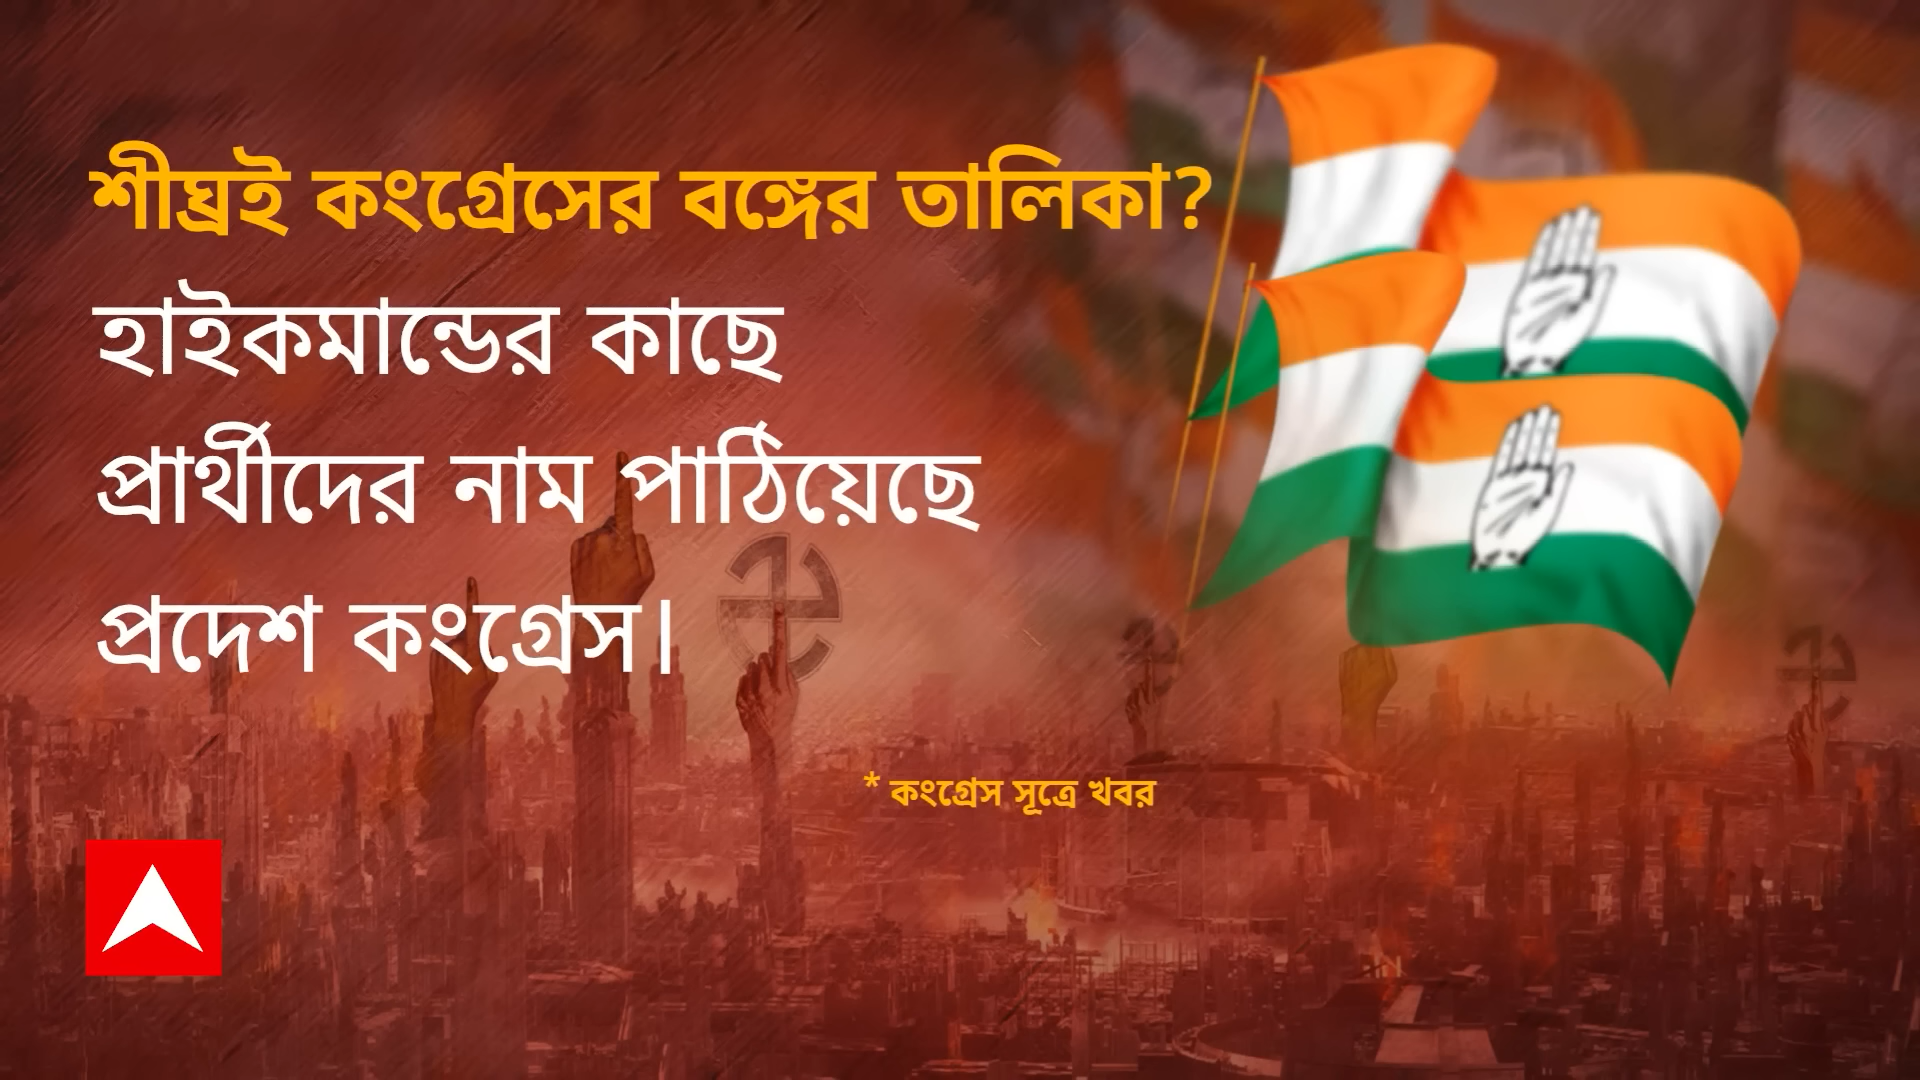 শীঘ্রই কংগ্রেসের বঙ্গের তালিকা?
হাইকমান্ডের কাছে
প্রার্থীদের নাম পাঠিয়েছে
প্রদেশ কংগ্রেস।
* কংগ্রেস সূত্রে খবর